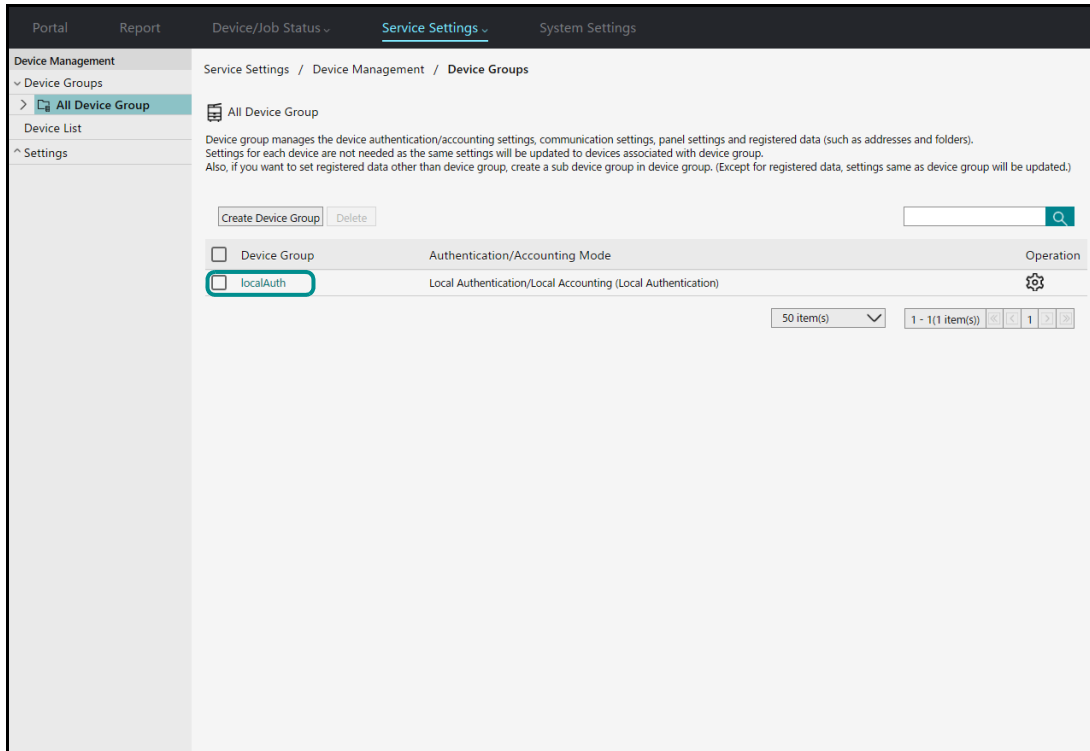 Portal Report Device/Job Status Service Settings System Settings
Device Management
Device Groups
All Device Group
Device List
Settings
Service Settings / Device Management / Device Groups
All Device Group
Device group manages the device authentication/accounting settings, communication settings, panel settings and registered data (such as addresses and folders).
Settings for each device are not needed as the same settings will be updated to devices associated with device group.
Also, if you want to set registered data other than device group, create a sub device group in device group. (Except for registered data, settings same as device group will be updated.)
Create Device Group Delete
Device Group Authentication/Accounting Mode Operation
localAuth Local Authentication/Local Accounting (Local Authentication)
50 item(s) 1 - 1(1 item(s)) 1